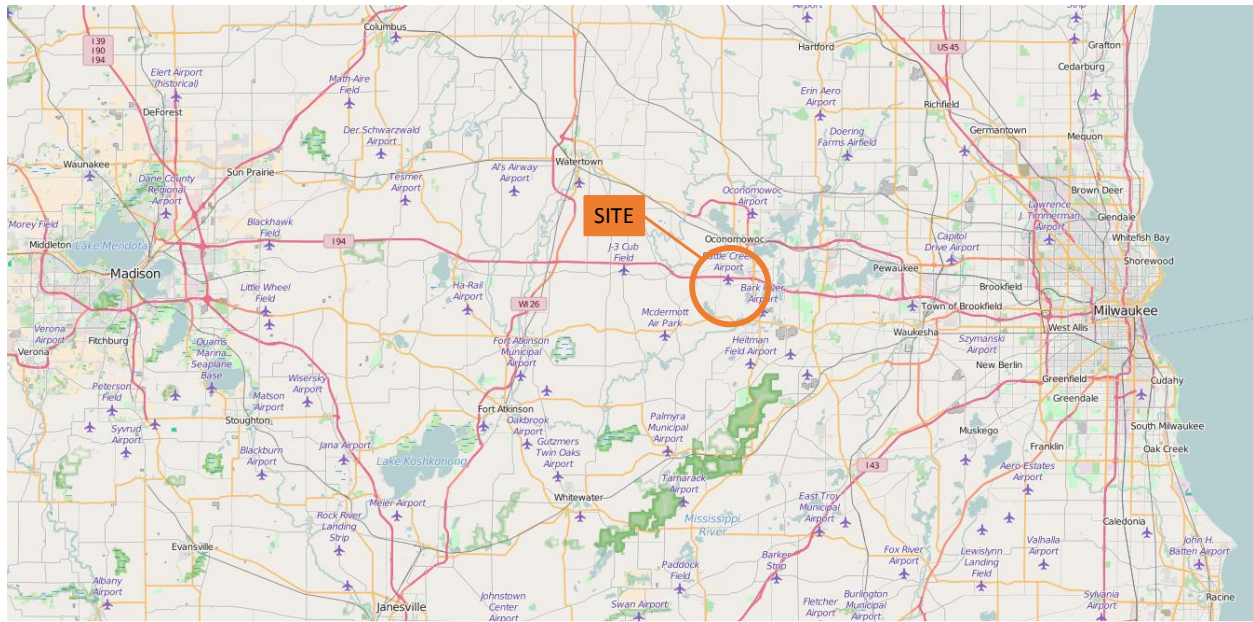 Airport
Strip
Columbus
I39
I90
I94
US 45
Hartford
Grafton
Cedarburg
Elert Airport
(historical)
Math-Aire
Field
Erin Aero
Airport
DeForest
Richfield
Der Schwarzwald
Airport
Doering
Farms Airfield
Germantown
Mequon
Waunakee
Sun Prairie
Watertown
Al's Airway
Airport
Tesmer
Airport
Dane County
Regional
Airport
Oconomowoc
Airport
Brown Deer
Lawrence
J. Timmerman
Airport
Glendale
SITE
Morey Field
Blackhawk
Field
I94
Middleton
Lake Mendota
J-3 Cub
Field
Oconomowoc
Capitol
Drive Airport
Whitefish Bay
Battle Creek
Airport
Shorewood
Madison
Pewaukee
Little Wheel
Field
Ha-Rail
Airport
Bark River
Airport
Brookfield
WI 26
Town of Brookfield
Milwaukee
Mcdermott
Air Park
Verona
Airport
Fitchburg
Waukesha
West Allis
Verona
Quams
Marina
Seaplane
Base
Fort Atkinson
Municipal
Airport
Heitman
Field Airport
Szymanski
Airport
New Berlin
Peterson
Field
Wisersky
Airport
Greenfield
Cudahy
Matson
Airport
Greendale
Stoughton
Fort Atkinson
Syvrud
Airport
Oakbrook
Airport
Palmyra
Municipal
Airport
South Milwaukee
Muskego
Jana Airport
Gutzmers
Twin Oaks
Airport
Franklin
Oak Creek
Blackburn
Airport
Lake Koshkonong
I43
Aero Estates
Airport
Tamarack
Airport
Whitewater
East Troy
Municipal
Airport
Meier Airport
Rock River
Landing
Strip
Mississippi
River
Caledonia
Evansville
Barker
Strip
Fox River
Airport
Lewislynn
Landing
Field
Valhalla
Airport
John H.
Batten Airport
Albany
Airport
Paddock
Field
Johnstown
Center
Airport
Janesville
Swan Airport
Fletcher
Airport
Burlington
Municipal
Airport
Sylvania
Airport
Racine